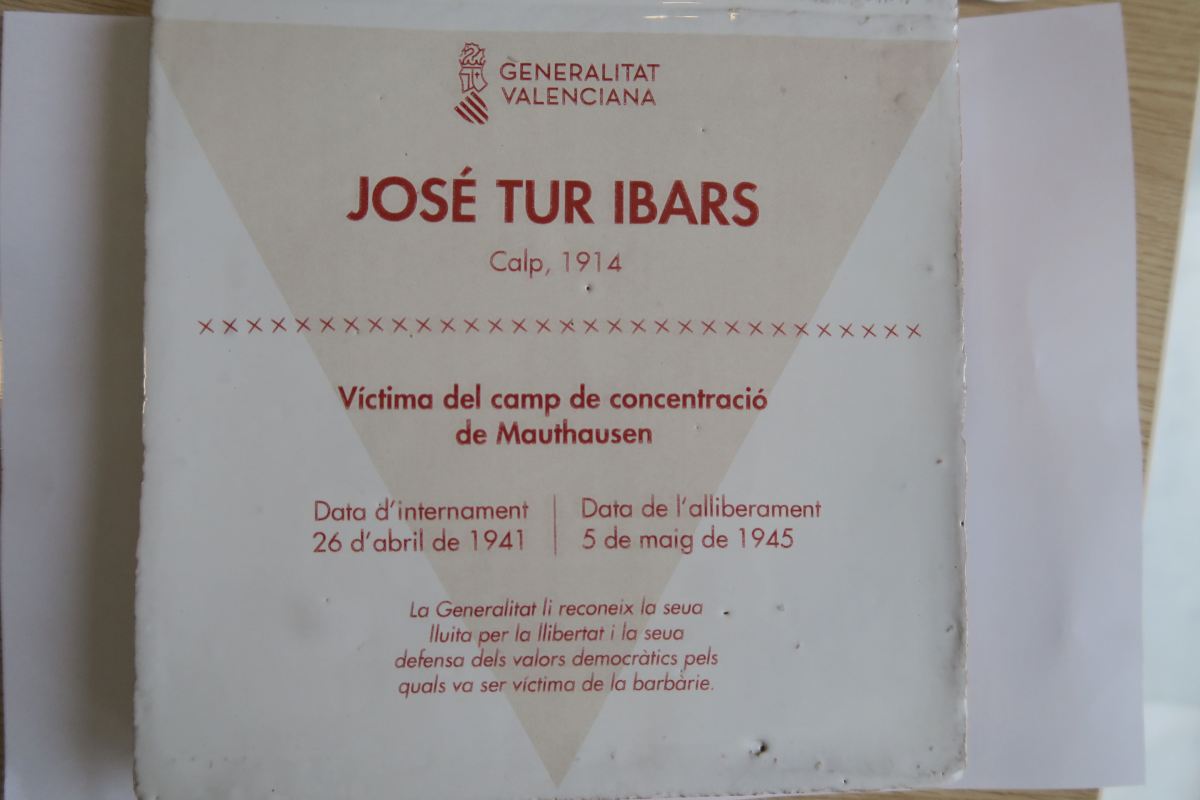 GENERALITAT
VALENCIANA
JOSÉ TUR IBARS
Calp, 1914
Víctima del camp de concentració
de Mauthausen
Data d'internament
26 d'abril de 1941
Data de l'alliberament
5 de maig de 1945
La Generalitat li reconeix la seua
lluita per la llibertat i la seua
defensa dels valors democràtics pels
quals va ser víctima de la barbàrie.